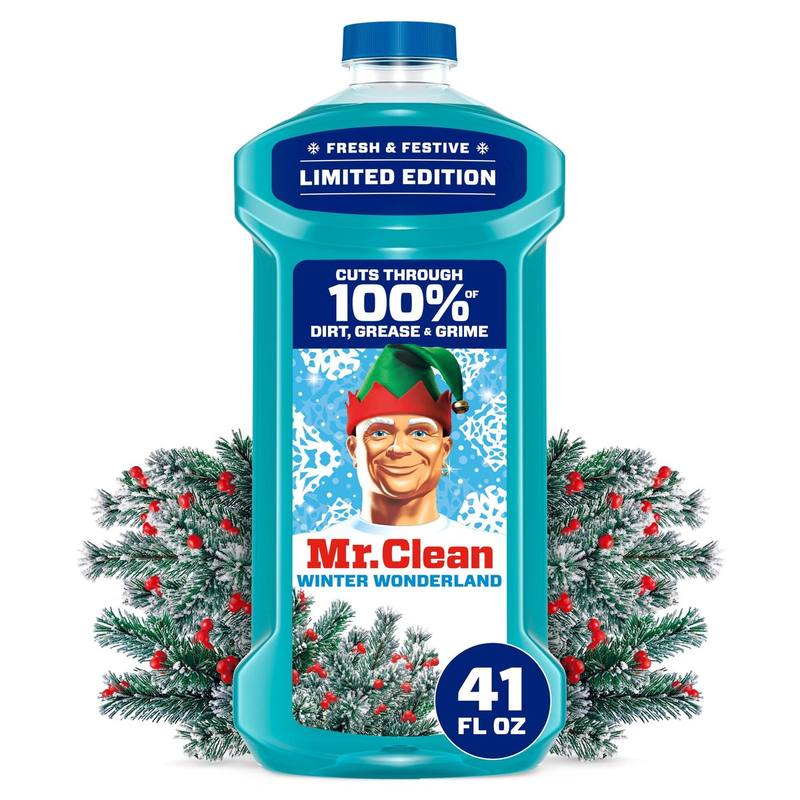 FRESH & FESTIVE
LIMITED EDITION
CUTS THROUGH
100% OF
DIRT, GREASE & GRIME
Mr.Clean
WINTER WONDERLAND
41
FL OZ